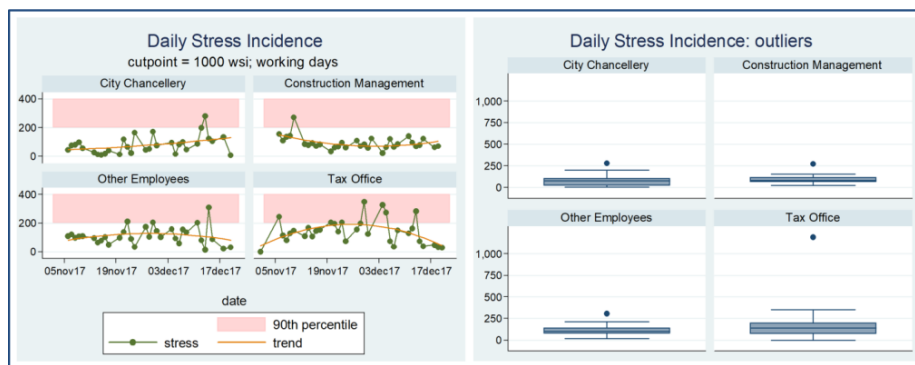 Daily Stress Incidence
cutpoint = 1000 wsi; working days
City Chancellery
Construction Management
400
200
0
Other Employees
Tax Office
400
200
0
05nov17 19nov17 03dec17 17dec17
05nov17 19nov17 03dec17 17dec17
date
90th percentile
stress
trend
Daily Stress Incidence: outliers
City Chancellery
Construction Management
1,000
750
500
250
0
Other Employees
Tax Office
1,000
750
500
250
0